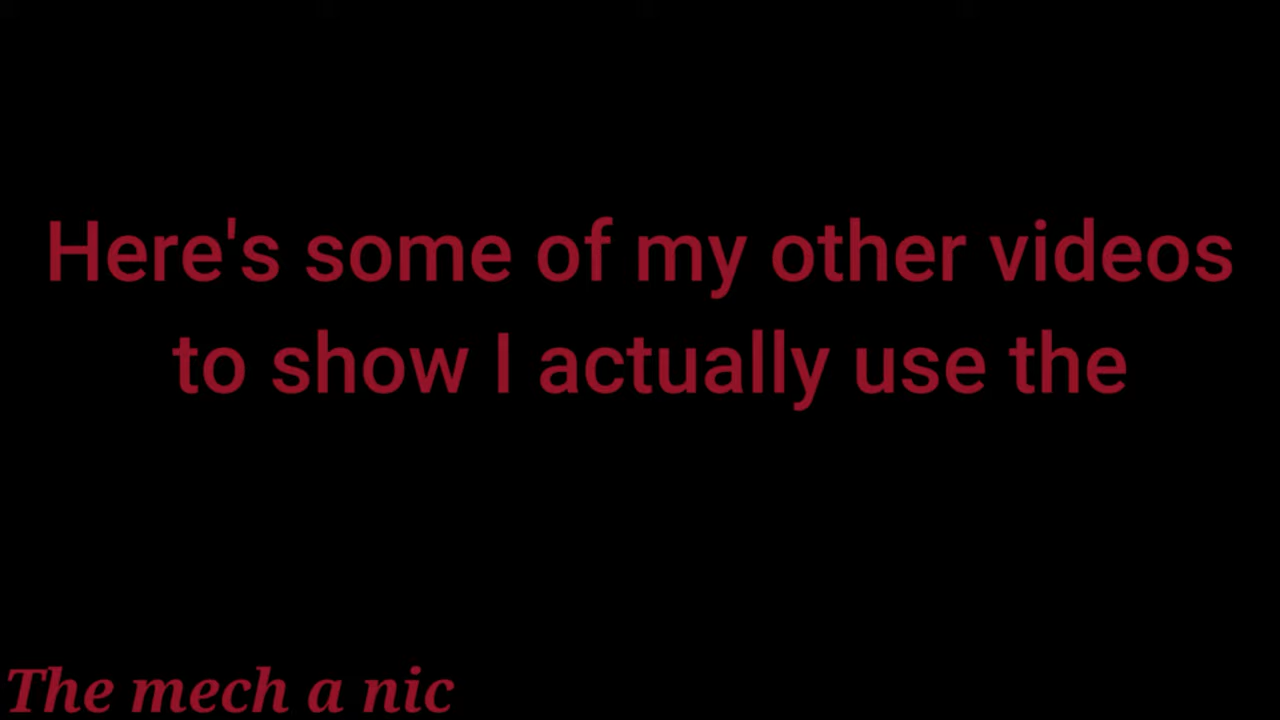 Here's some of my other videos
to show I actually use the
The mech a nic